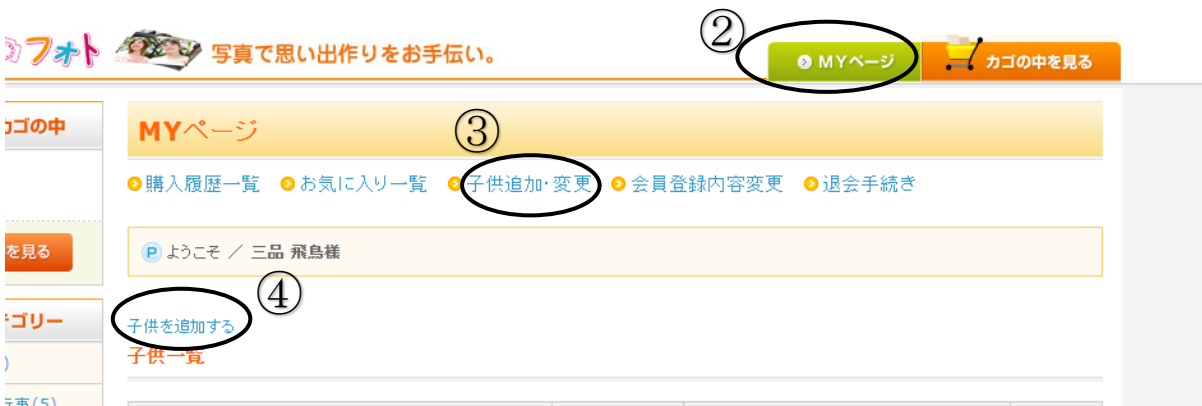 ②
フォト 写真で思い出作りをお手伝い。 MYページ カゴの中を見る
カゴの中
MYページ
③
購入履歴一覧 お気に入り一覧 子供追加・変更 会員登録内容変更 退会手続き
を見る
P ようこそ ／ 三品 飛鳥様
④
ゴリー
子供を追加する
子供一覧
)
行事(5)